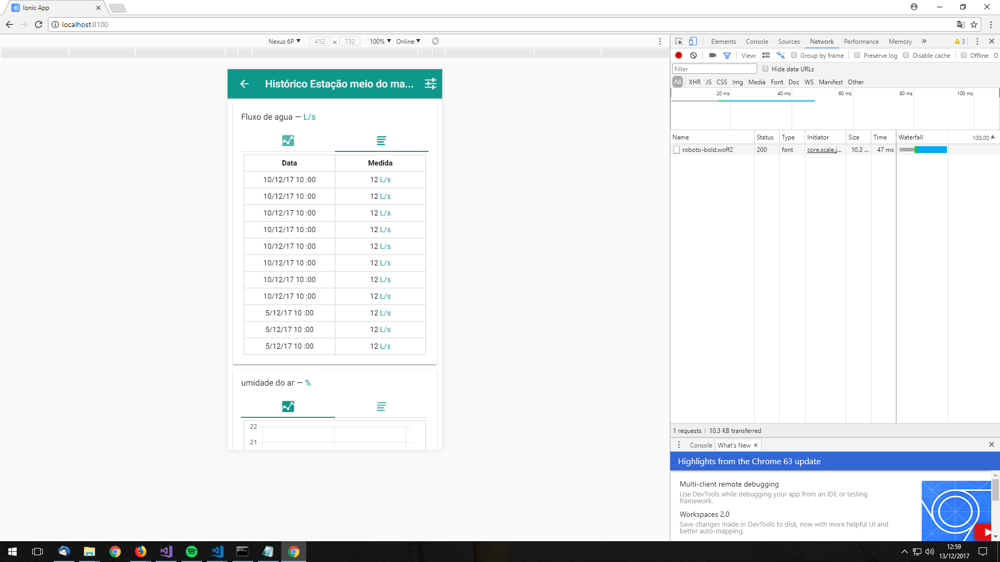 Ionic App
localhost:8100
Nexus 6P ▼ 412 x 732 100% ▼ Online ▼
Histórico Estação meio do ma...
Fluxo de agua — L/s
Data Medida
10/12/17 10 :00 12 L/s
10/12/17 10 :00 12 L/s
10/12/17 10 :00 12 L/s
10/12/17 10 :00 12 L/s
10/12/17 10 :00 12 L/s
10/12/17 10 :00 12 L/s
10/12/17 10 :00 12 L/s
10/12/17 10 :00 12 L/s
5/12/17 10 :00 12 L/s
5/12/17 10 :00 12 L/s
5/12/17 10 :00 12 L/s
umidade do ar — %
22
21
Elements Console Sources Network Performance Memory » 3
View: Group by frame Preserve log Disable cache Offline O
Filter Hide data URLs
All XHR JS CSS Img Media Font Doc WS Manifest Other
20 ms 40 ms 60 ms 80 ms 100 ms
Name Status Type Initiator Size Time Waterfall 100.00
roboto-bold.woff2 200 font core.scale.j... 10.3 ... 47 ms
1 requests | 10.3 KB transferred
Console What's New
Highlights from the Chrome 63 update
Multi-client remote debugging
Use DevTools while debugging your app from an IDE or testing
framework.
Workspaces 2.0
Save changes made in DevTools to disk, now with more helpful UI and
better auto-mapping.
12:59
13/12/2017